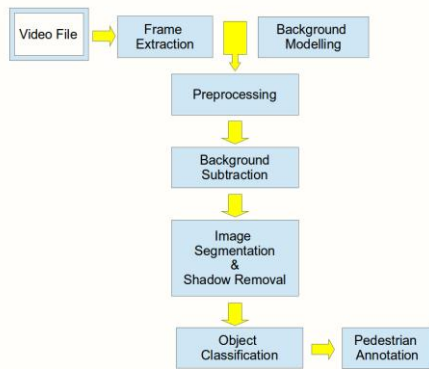 Video File
Frame
Extraction
Background
Modelling
Preprocessing
Background
Subtraction
Image
Segmentation
&
Shadow Removal
Object
Classification
Pedestrian
Annotation